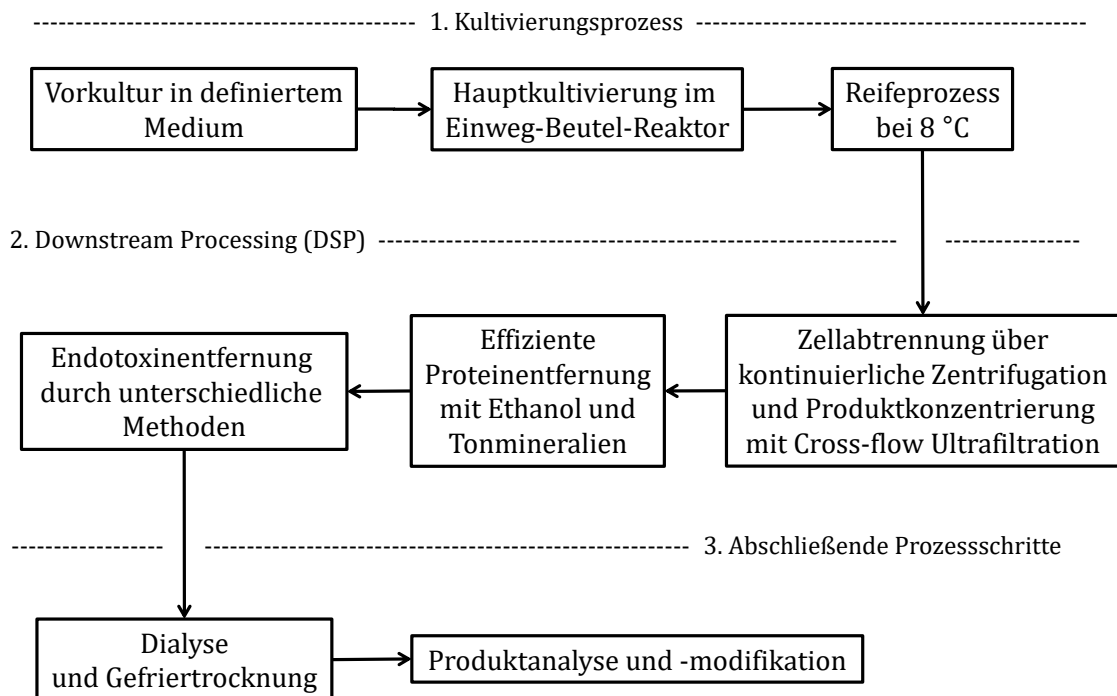 1. Kultivierungsprozess
Vorkultur in definiertem
Medium
Hauptkultivierung im
Einweg-Beutel-Reaktor
Reifeprozess
bei 8 °C
2. Downstream Processing (DSP)
Zellabtrennung über
kontinuierliche Zentrifugation
und Produktkonzentrierung
mit Cross-flow Ultrafiltration
Effiziente
Proteinentfernung
mit Ethanol und
Tonmineralien
Endotoxinentfernung
durch unterschiedliche
Methoden
3. Abschließende Prozessschritte
Dialyse
und Gefriertrocknung
Produktanalyse und -modifikation